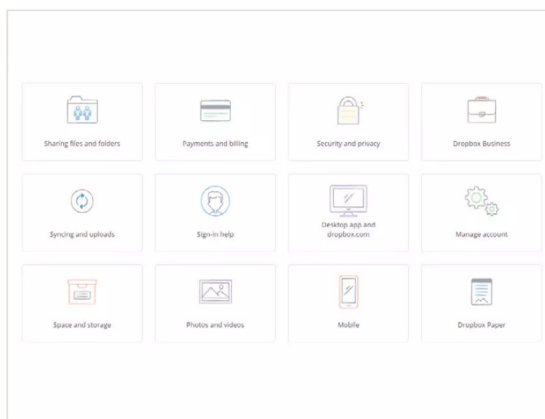 Sharing files and folders
Payments and billing
Security and privacy
Dropbox Business
Syncing and uploads
Sign-in help
Desktop app and
dropbox.com
Manage account
Space and storage
Photos and videos
Mobile
Dropbox Paper